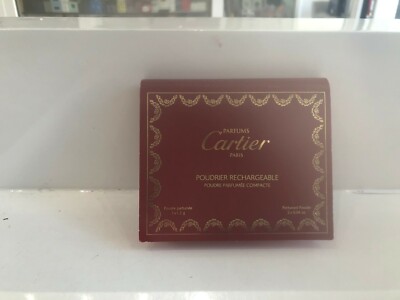 PARFUMS
Cartier
PARIS
POUDRIER RECHARGEABLE
POUDRE PARFUMÉE COMPACTE